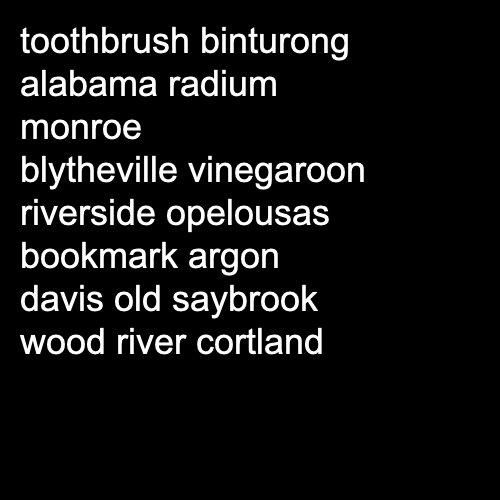 toothbrush binturong
alabama radium
monroe
blytheville vinegaroon
riverside opelousas
bookmark argon
davis old saybrook
wood river cortland